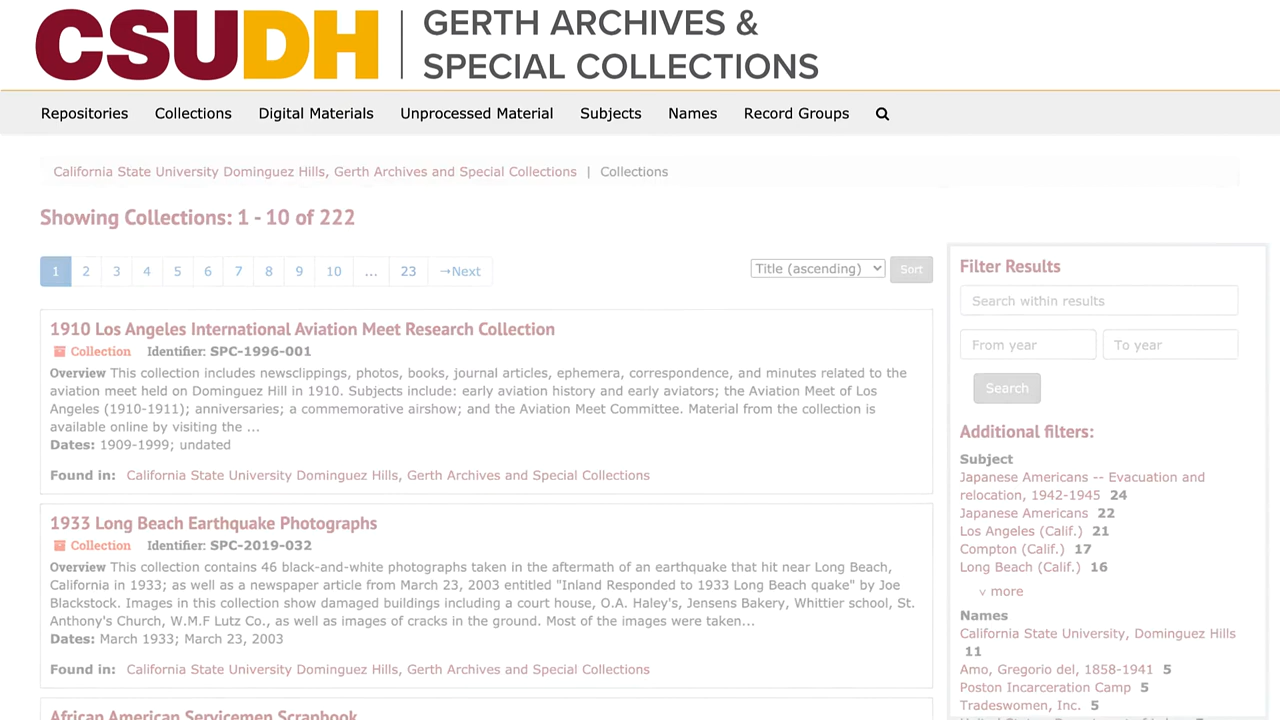 CSUDH
GERTH ARCHIVES &
SPECIAL COLLECTIONS
Repositories Collections Digital Materials Unprocessed Material Subjects Names Record Groups
California State University Dominguez Hills, Gerth Archives and Special Collections | Collections
Showing Collections: 1 - 10 of 222
1 2 3 4 5 6 7 8 9 10 ... 23 →Next
Title (ascending) Sort
1910 Los Angeles International Aviation Meet Research Collection
Collection Identifier: SPC-1996-001
Overview This collection includes newsclippings, photos, books, journal articles, ephemera, correspondence, and minutes related to the
aviation meet held on Dominguez Hill in 1910. Subjects include: early aviation history and early aviators; the Aviation Meet of Los
Angeles (1910-1911); anniversaries; a commemorative airshow; and the Aviation Meet Committee. Material from the collection is
available online by visiting the ...
Dates: 1909-1999; undated
Found in: California State University Dominguez Hills, Gerth Archives and Special Collections
1933 Long Beach Earthquake Photographs
Collection Identifier: SPC-2019-032
Overview This collection contains 46 black-and-white photographs taken in the aftermath of an earthquake that hit near Long Beach,
California in 1933; as well as a newspaper article from March 23, 2003 entitled "Inland Responded to 1933 Long Beach quake" by Joe
Blackstock. Images in this collection show damaged buildings including a court house, O.A. Haley's, Jensens Bakery, Whittier school, St.
Anthony's Church, W.M.F Lutz Co., as well as images of cracks in the ground. Most of the images were taken...
Dates: March 1933; March 23, 2003
Found in: California State University Dominguez Hills, Gerth Archives and Special Collections
African American Servicemen Scrapbook
Filter Results
Search within results
From year To year
Search
Additional filters:
Subject
Japanese Americans -- Evacuation and
relocation, 1942-1945 24
Japanese Americans 22
Los Angeles (Calif.) 21
Compton (Calif.) 17
Long Beach (Calif.) 16
v more
Names
California State University, Dominguez Hills
11
Amo, Gregorio del, 1858-1941 5
Poston Incarceration Camp 5
Tradeswomen, Inc. 5